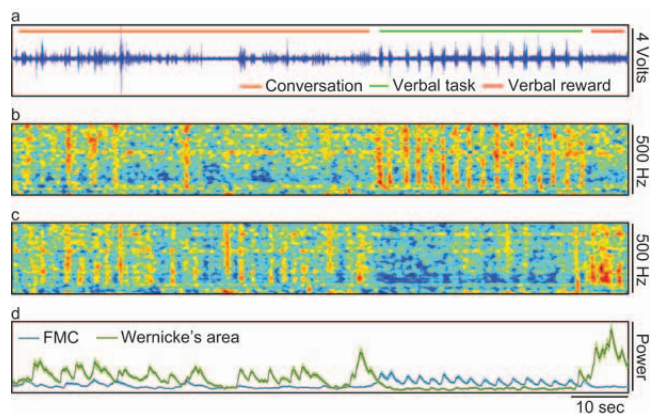 a
4 Volts
Conversation
Verbal task
Verbal reward
b
500 Hz
c
500 Hz
d
FMC
Wernicke's area
Power
10 sec